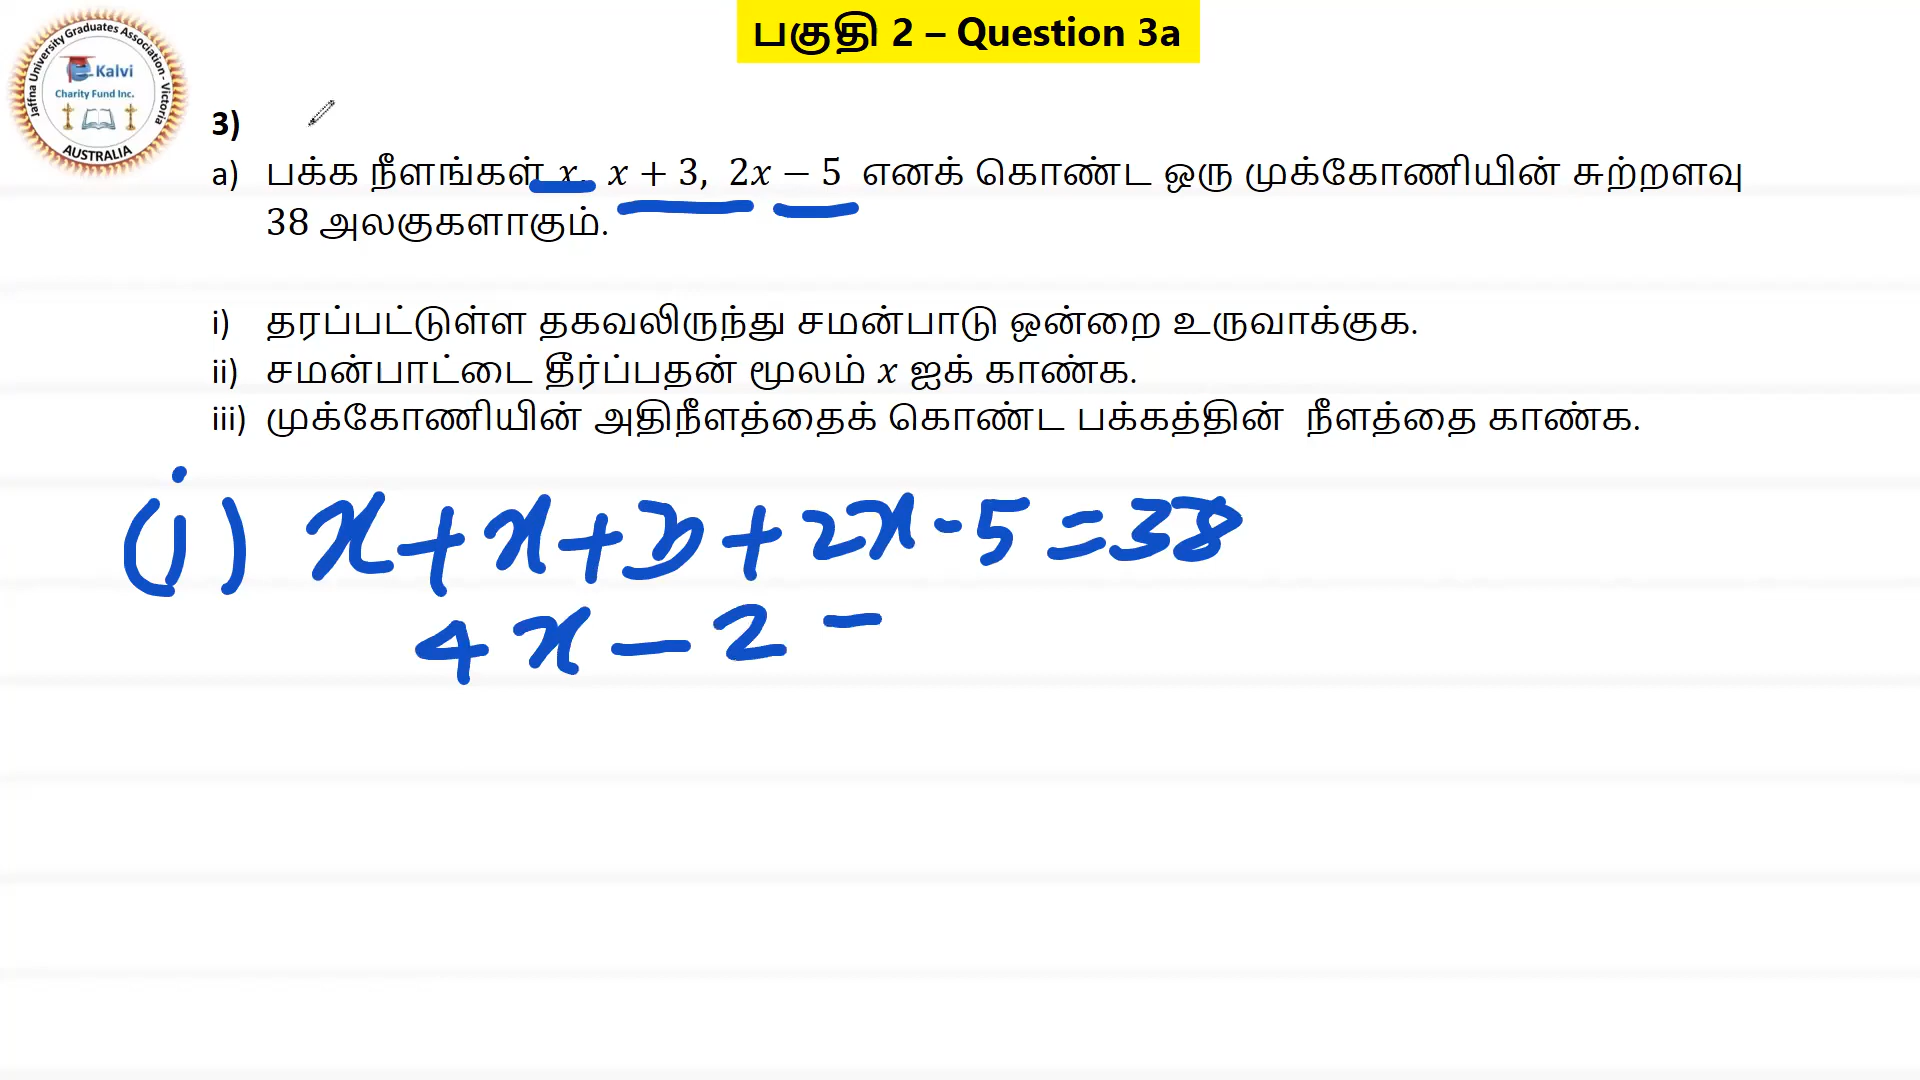 பகுதி 2 – Question 3a
Jaffna University Graduates Association - Victoria
AUSTRALIA
e Kalvi
Charity Fund Inc.
3)
a) பக்க நீளங்கள் x, x + 3, 2x − 5 எனக் கொண்ட ஒரு முக்கோணியின் சுற்றளவு
38 அலகுகளாகும்.
i) தரப்பட்டுள்ள தகவலிருந்து சமன்பாடு ஒன்றை உருவாக்குக.
ii) சமன்பாட்டை தீர்ப்பதன் மூலம் x ஐக் காண்க.
iii) முக்கோணியின் அதிநீளத்தைக் கொண்ட பக்கத்தின் நீளத்தை காண்க.
(i) x + x + 3 + 2x - 5 = 38
4x − 2 −